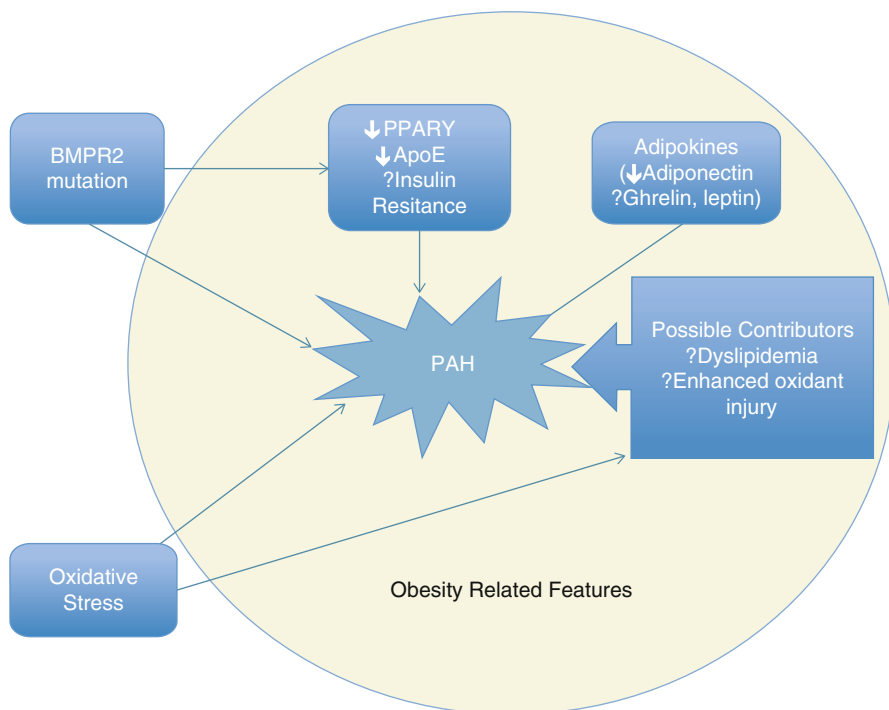 BMPR2
mutation
↓PPARY
↓ApoE
?Insulin
Resitance
Adipokines
(↓Adiponectin
?Ghrelin, leptin)
PAH
Possible Contributors
?Dyslipidemia
?Enhanced oxidant
injury
Oxidative
Stress
Obesity Related Features